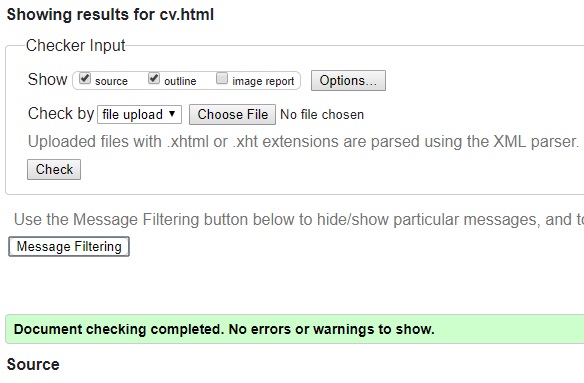 Showing results for cv.html
Checker Input
Show source outline image report Options...
Check by file upload Choose File No file chosen
Uploaded files with .xhtml or .xht extensions are parsed using the XML parser.
Check
Use the Message Filtering button below to hide/show particular messages, and
Message Filtering
Document checking completed. No errors or warnings to show.
Source